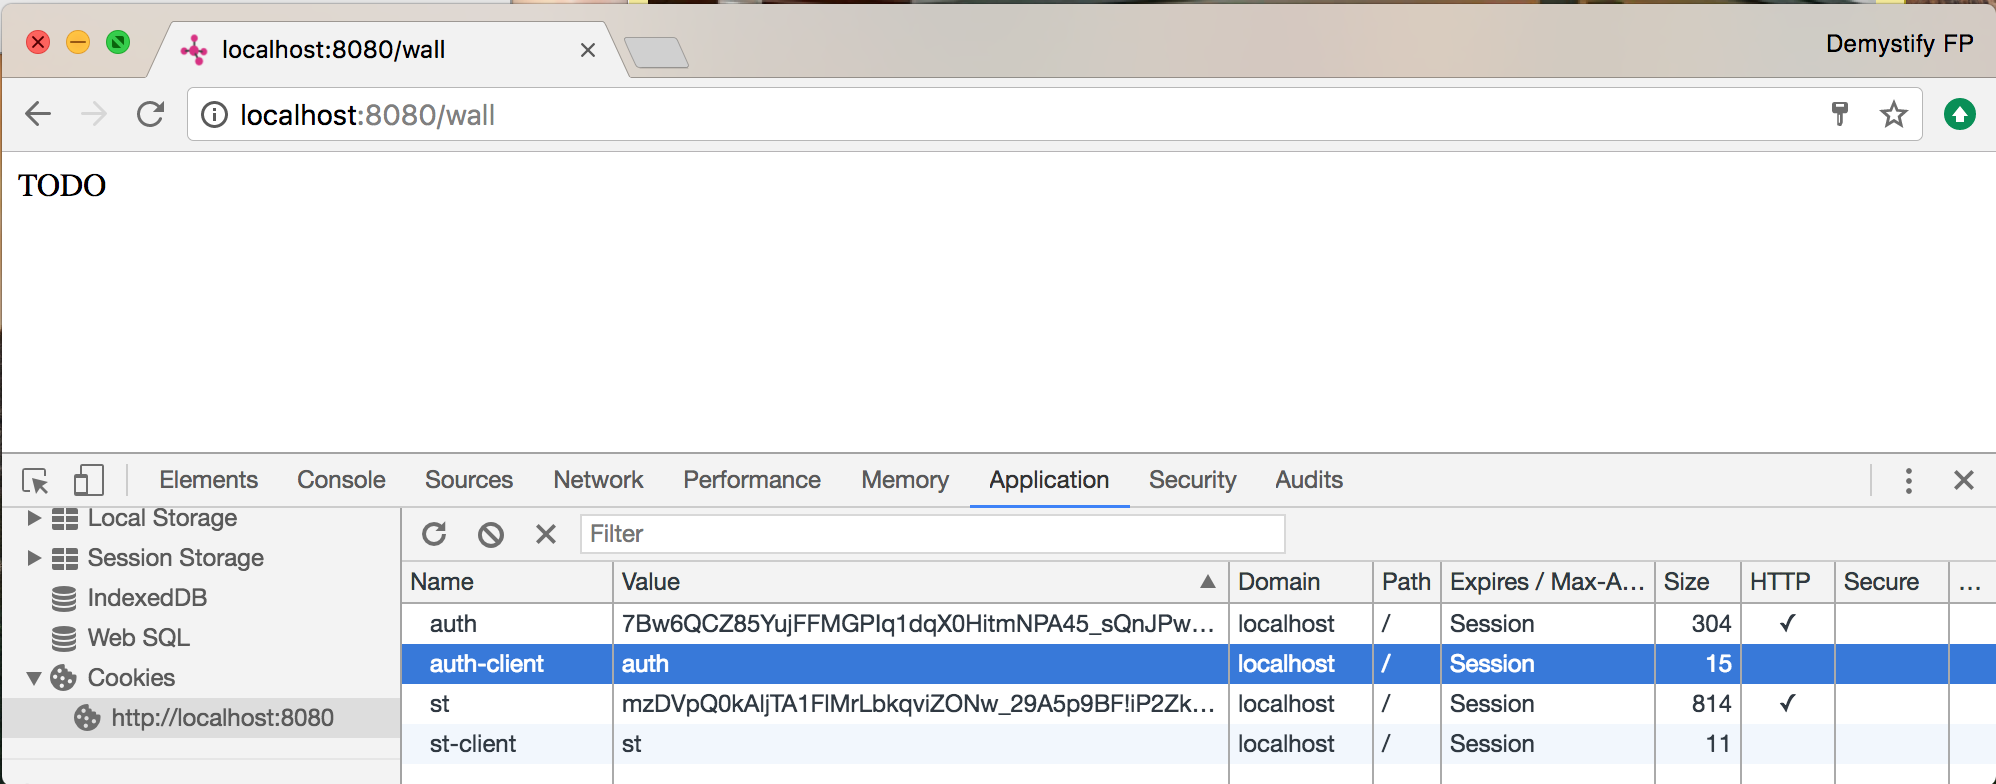 localhost:8080/wall
Demystify FP
localhost:8080/wall
TODO
Elements Console Sources Network Performance Memory Application Security Audits
Local Storage
Session Storage
IndexedDB
Web SQL
Cookies
http://localhost:8080
Filter
Name Value Domain Path Expires / Max-A... Size HTTP Secure ...
auth 7Bw6QCZ85YujFFMGPIq1dqX0HitmNPA45_sQnJPw... localhost / Session 304 ✓
auth-client auth localhost / Session 15
st mzDVpQ0kAljTA1FlMrLbkqviZONw_29A5p9BF!iP2Zk... localhost / Session 814 ✓
st-client st localhost / Session 11